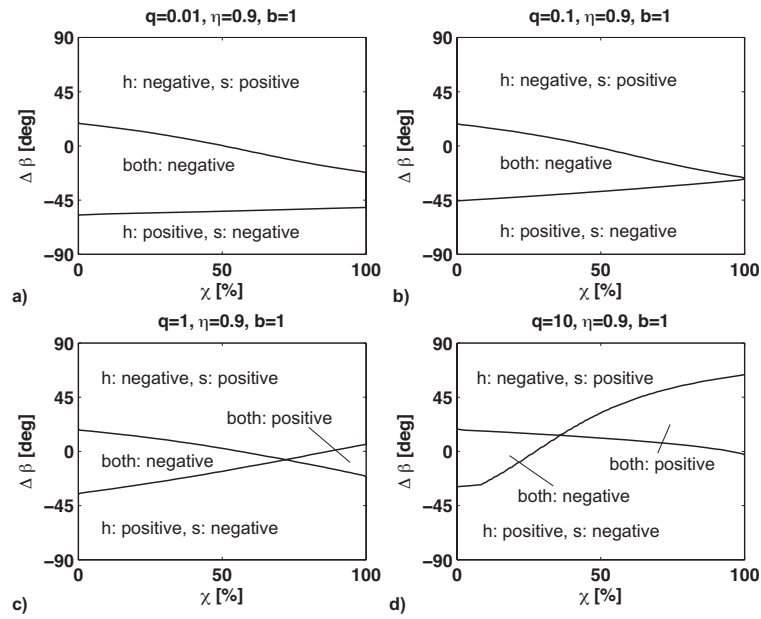 q=0.01, η=0.9, b=1
90
45
0
−45
−90
Δ β [deg]
h: negative, s: positive
both: negative
h: positive, s: negative
0
50
100
χ [%]
a)
q=0.1, η=0.9, b=1
90
45
0
−45
−90
Δ β [deg]
h: negative, s: positive
both: negative
h: positive, s: negative
0
50
100
χ [%]
b)
q=1, η=0.9, b=1
90
45
0
−45
−90
Δ β [deg]
h: negative, s: positive
both: positive
both: negative
h: positive, s: negative
0
50
100
χ [%]
c)
q=10, η=0.9, b=1
90
45
0
−45
−90
Δ β [deg]
h: negative, s: positive
both: positive
both: negative
h: positive, s: negative
0
50
100
χ [%]
d)